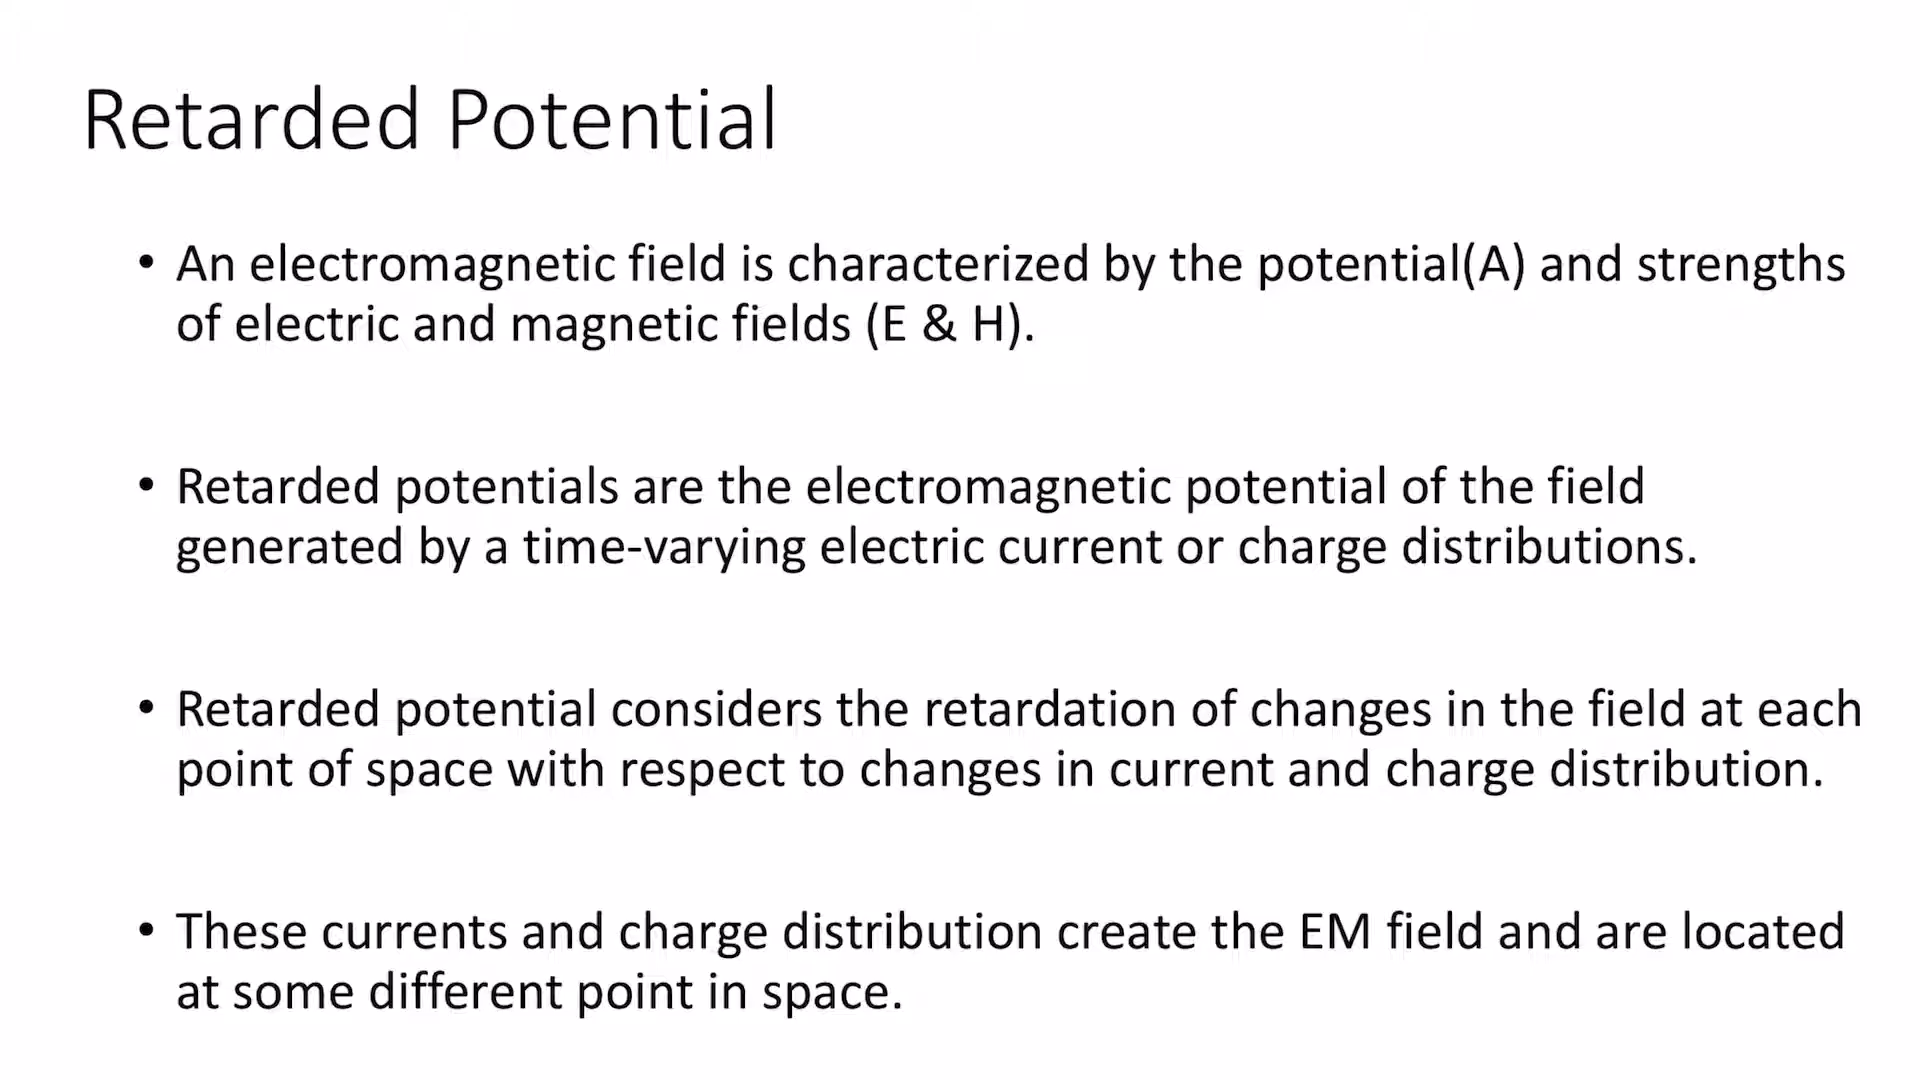 Retarded Potential
• An electromagnetic field is characterized by the potential(A) and strengths
of electric and magnetic fields (E & H).
• Retarded potentials are the electromagnetic potential of the field
generated by a time-varying electric current or charge distributions.
• Retarded potential considers the retardation of changes in the field at each
point of space with respect to changes in current and charge distribution.
• These currents and charge distribution create the EM field and are located
at some different point in space.